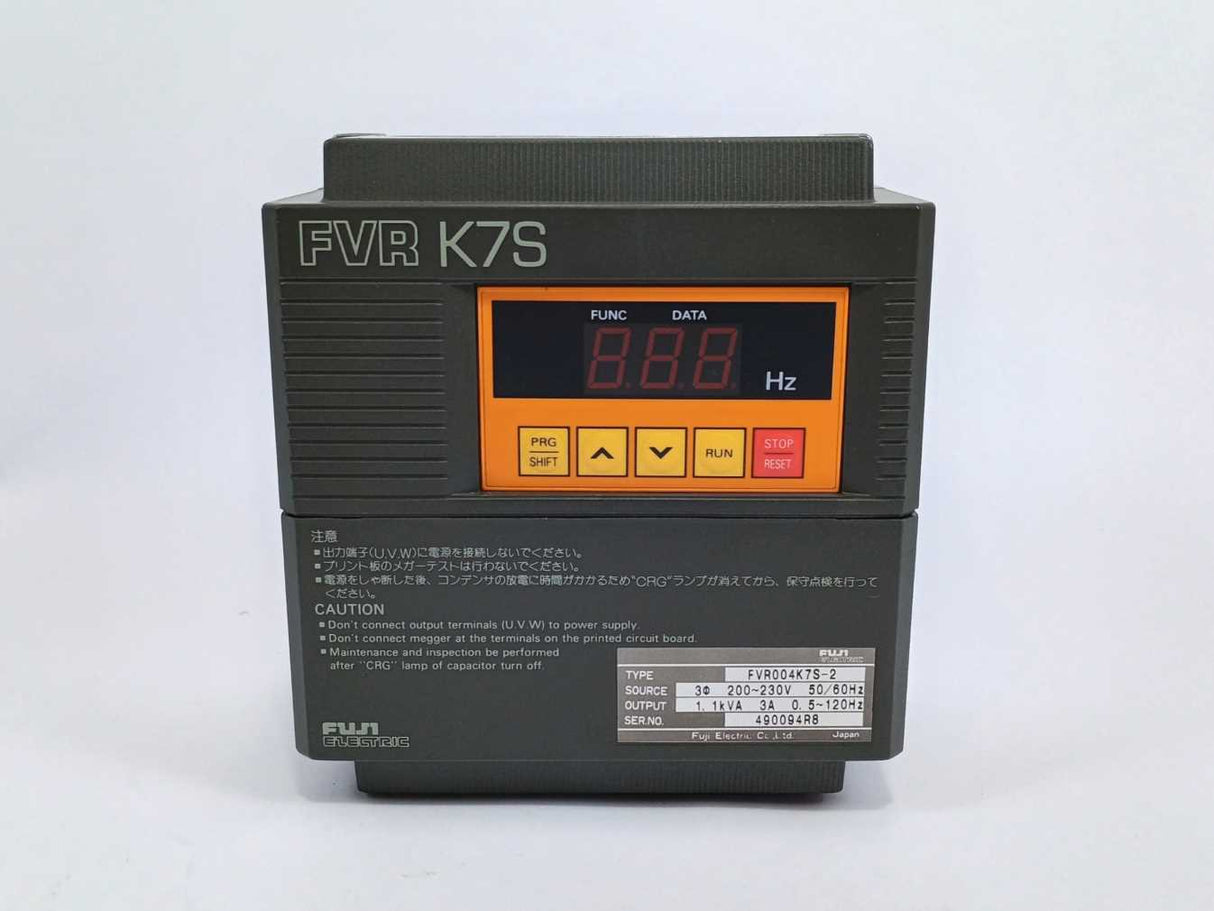 FVR K7S
FUNC DATA
8.8.8.
Hz
PRG
SHIFT
RUN
STOP
RESET
注意
■出力端子(U.V.W)に電源を接続しないでください。
■プリント板のメガーテストは行わないでください。
■電源をしゃ断した後、コンデンサの放電に時間がかかるため"CRG"ランプが消えてから、保守点検を行って
ください。
CAUTION
■Don't connect output terminals (U.V.W) to power supply.
■Don't connect megger at the terminals on the printed circuit board.
■Maintenance and inspection be performed
after "CRG" lamp of capacitor turn off.
FUJI
ELECTRIC
FUJI
ELECTRIC
TYPE FVR004K7S-2
SOURCE 3Φ 200~230V 50/60Hz
OUTPUT 1.1kVA 3A 0.5~120Hz
SER.NO. 490094R8
Fuji Electric Co.,Ltd. Japan